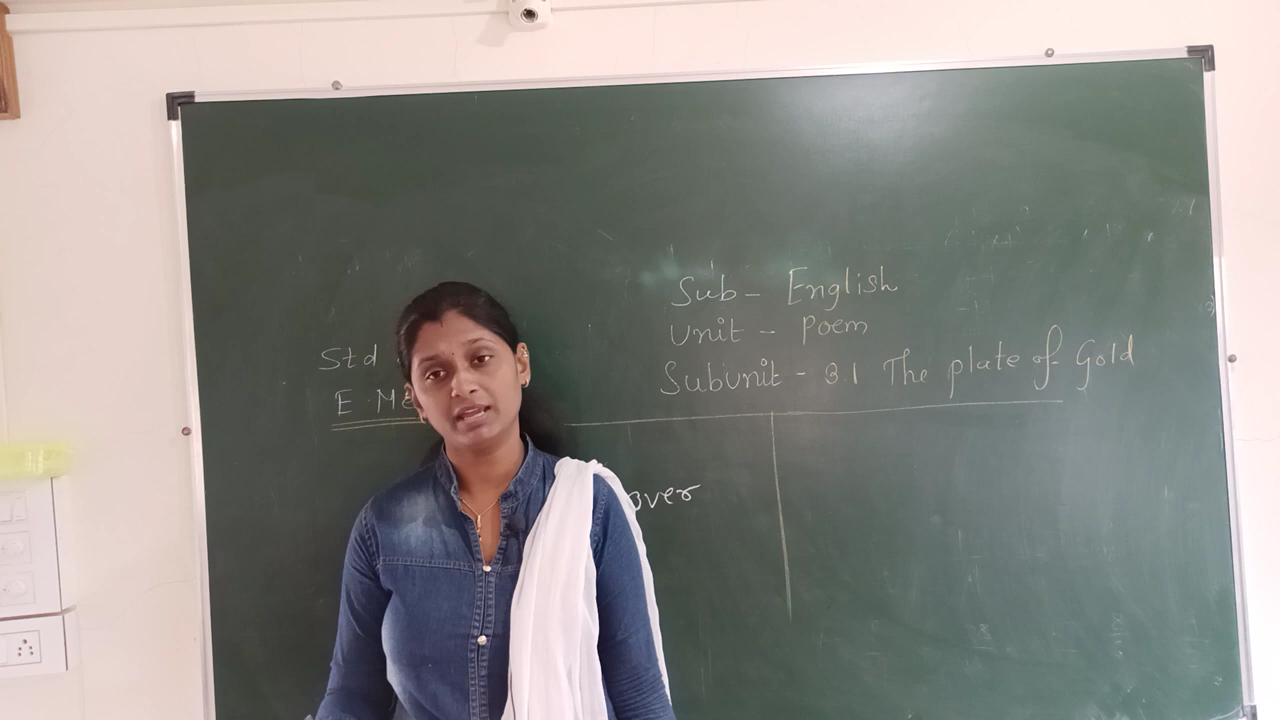 Sub - English
Unit - Poem
Std
Subunit - 3.1 The plate of Gold
E.M
over